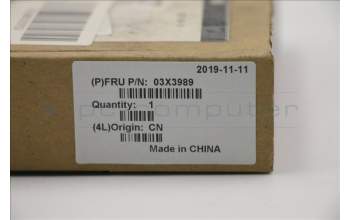 2019-11-11
(P)FRU P/N: 03X3989
Quantity: 1
(4L)Origin: CN
Made in CHINA